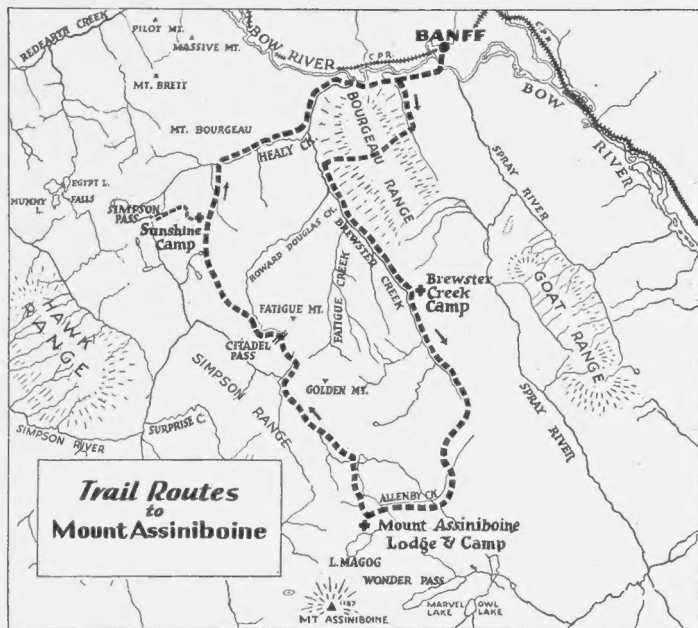 REDEARTH CREEK
PILOT MT.
MASSIVE MT.
MT. BRETT
BOW RIVER
C.P.R.
BANFF
C.P.R.
BOW RIVER
MT. BOURGEAU
HEALY CK.
BOURGEAU RANGE
EGYPT L.
MUMMY L.
FALLS
SIMPSON
PASS
Sunshine
Camp
HOWARD DOUGLAS CK.
BREWSTER CREEK
FATIGUE CREEK
SPRAY RIVER
GOAT RANGE
Brewster
Creek
Camp
HAWK RANGE
FATIGUE MT.
CITADEL
PASS
SIMPSON RANGE
GOLDEN MT.
SPRAY RIVER
SURPRISE C.
SIMPSON RIVER
Trail Routes
to
Mount Assiniboine
ALLENBY CK.
Mount Assiniboine
Lodge & Camp
L. MAGOG
WONDER PASS
MARVEL
LAKE
OWL
LAKE
MT ASSINIBOINE